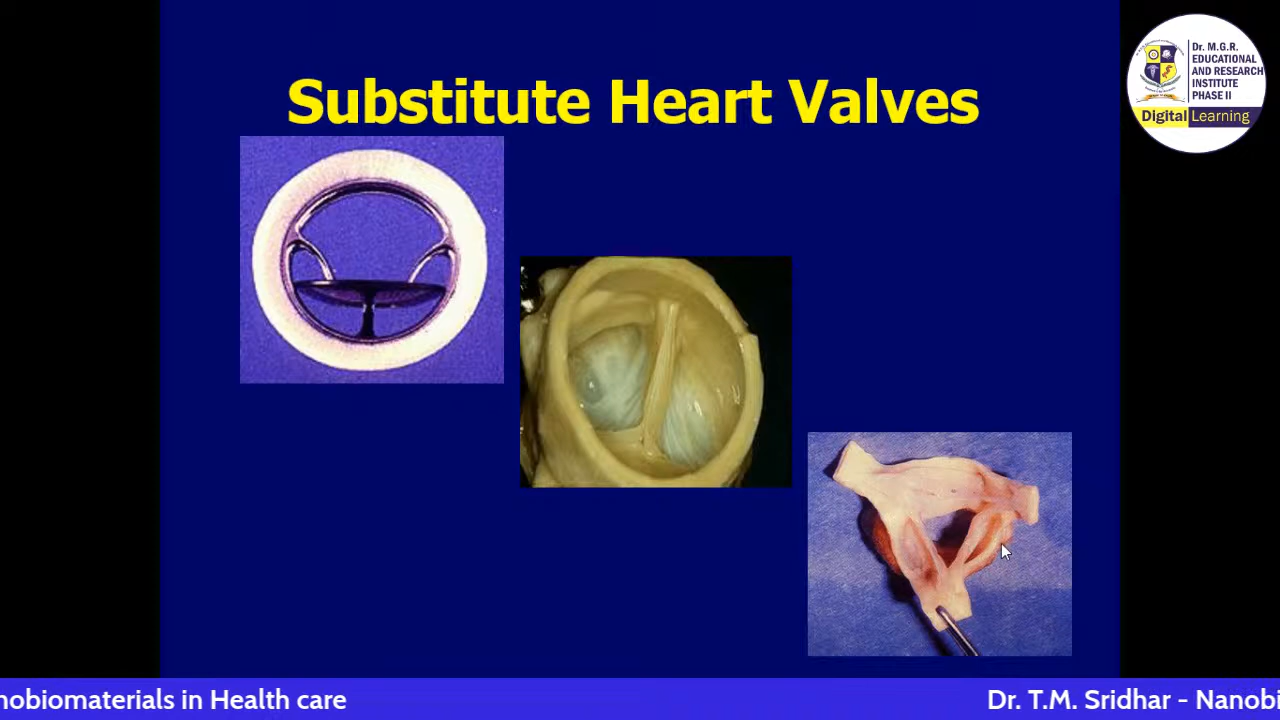 Substitute Heart Valves
Dr. M.G.R.
EDUCATIONAL
AND RESEARCH
INSTITUTE
PHASE II
Digital Learning
nobiomaterials in Health care
Dr. T.M. Sridhar - Nanobi